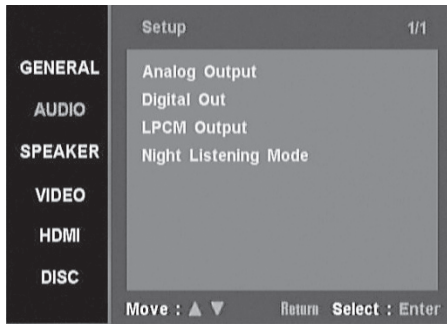 Setup 1/1
GENERAL
AUDIO
SPEAKER
VIDEO
HDMI
DISC
Analog Output
Digital Out
LPCM Output
Night Listening Mode
Move : ▲ ▼ Return Select : Enter